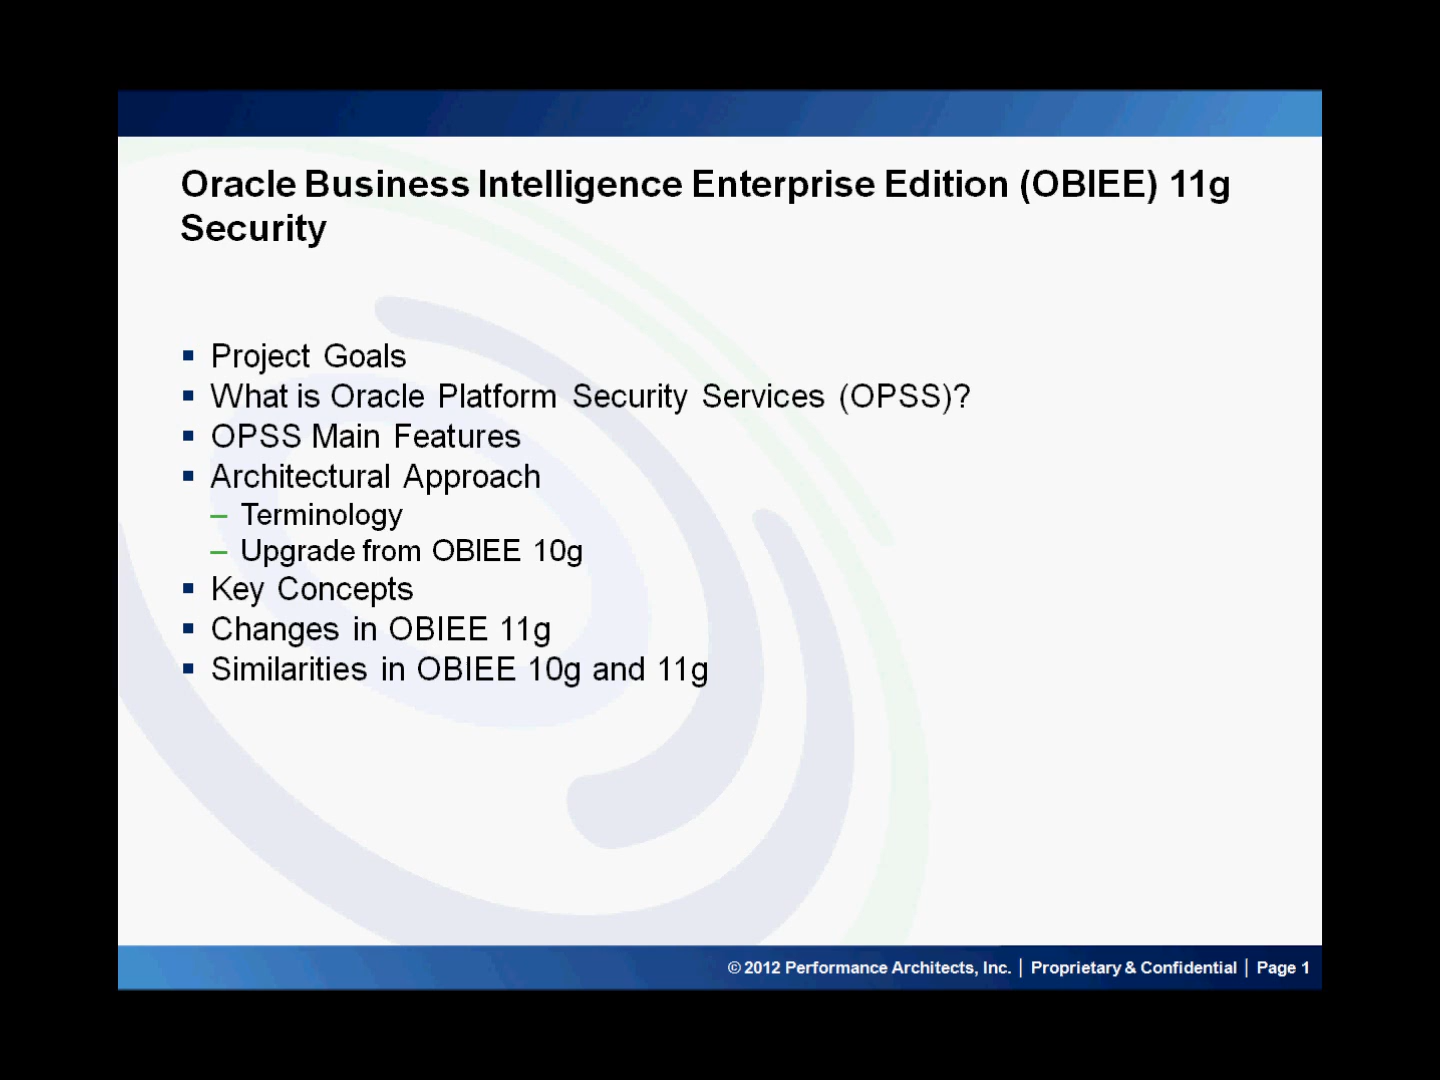 Oracle Business Intelligence Enterprise Edition (OBIEE) 11g
Security
▪ Project Goals
▪ What is Oracle Platform Security Services (OPSS)?
▪ OPSS Main Features
▪ Architectural Approach
– Terminology
– Upgrade from OBIEE 10g
▪ Key Concepts
▪ Changes in OBIEE 11g
▪ Similarities in OBIEE 10g and 11g
© 2012 Performance Architects, Inc. | Proprietary & Confidential | Page 1